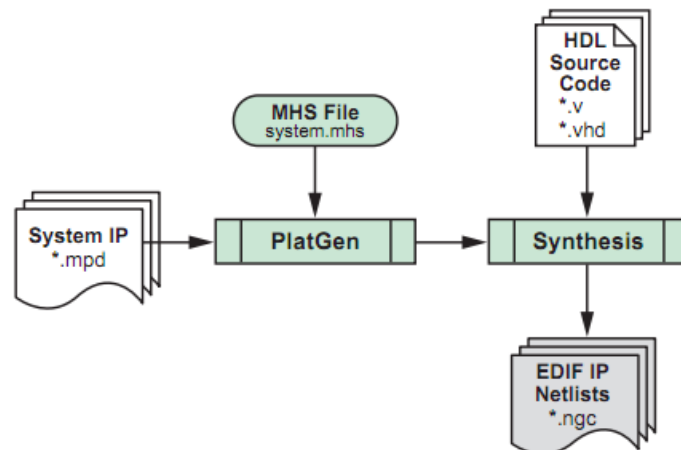 HDL
Source
Code
*.v
*.vhd
MHS File
system.mhs
System IP
*.mpd
PlatGen
Synthesis
EDIF IP
Netlists
*.ngc